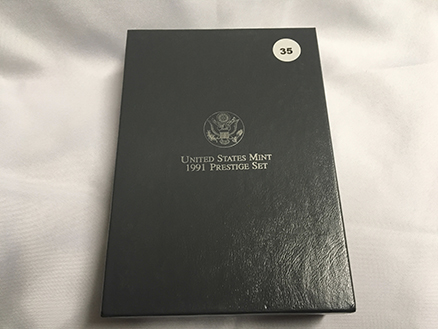 35
United States Mint
1991 Prestige Set